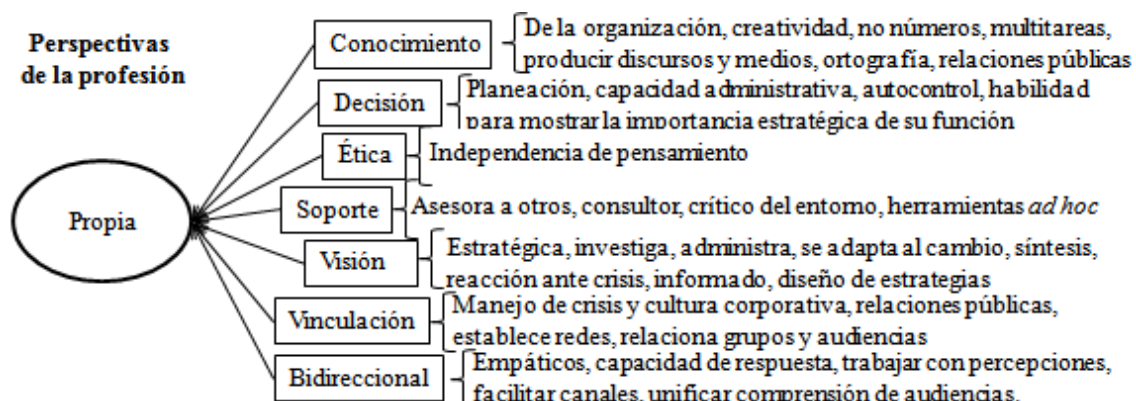 Perspectivas
de la profesión
Propia
Conocimiento
De la organización, creatividad, no números, multitareas,
producir discursos y medios, ortografía, relaciones públicas
Decisión
Planeación, capacidad administrativa, autocontrol, habilidad
para mostrar la importancia estratégica de su función
Ética
Independencia de pensamiento
Soporte
Asesora a otros, consultor, crítico del entorno, herramientas ad hoc
Visión
Estratégica, investiga, administra, se adapta al cambio, síntesis,
reacción ante crisis, informado, diseño de estrategias
Vinculación
Manejo de crisis y cultura corporativa, relaciones públicas,
establece redes, relaciona grupos y audiencias
Bidireccional
Empáticos, capacidad de respuesta, trabajar con percepciones,
facilitar canales, unificar comprensión de audiencias.